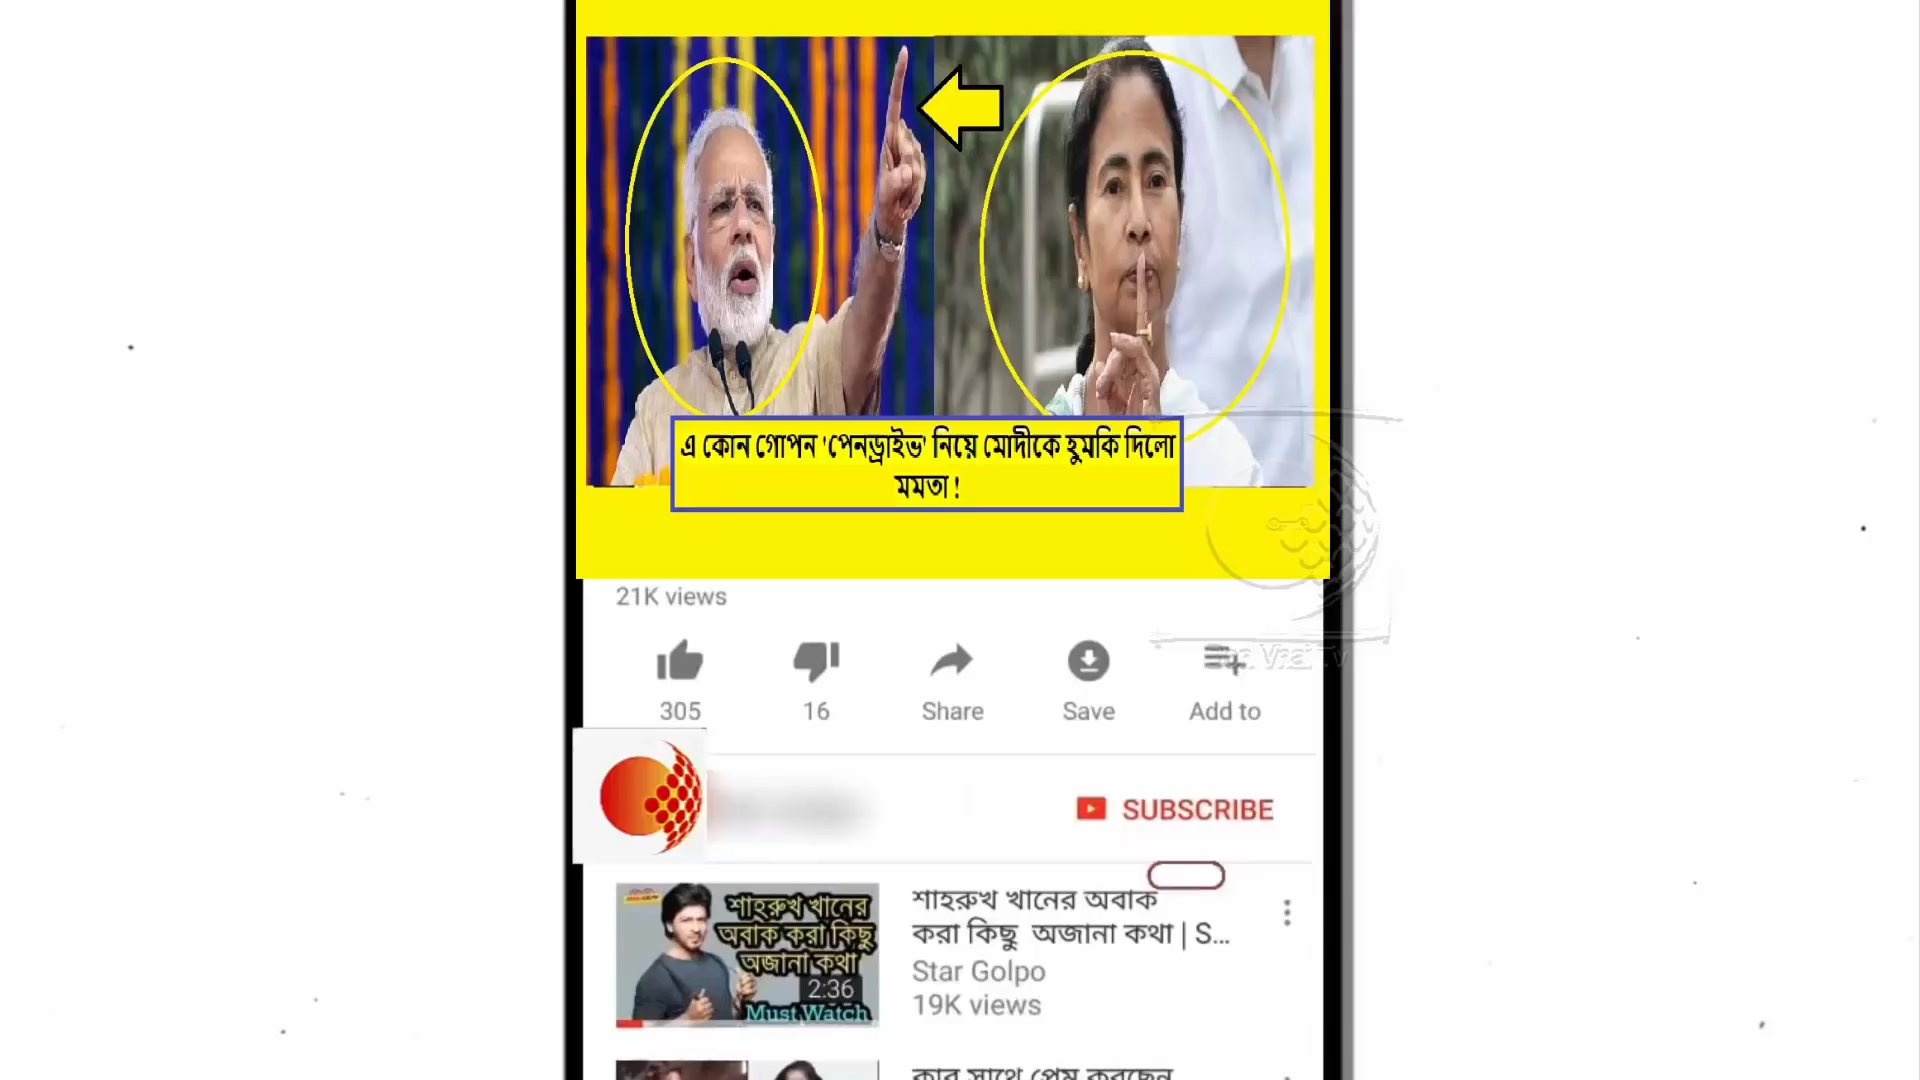 এ কোন গোপন 'পেনড্রাইভ' নিয়ে মোদীকে হুমকি দিলো
মমতা !
21K views
305
16
Share
Save
Add to
SUBSCRIBE
শাহরুখ খানের
অবাক করা কিছু
অজানা কথা
2:36
Must Watch
শাহরুখ খানের অবাক
করা কিছু অজানা কথা | S...
Star Golpo
19K views
কার সাথে প্রেম করছেন